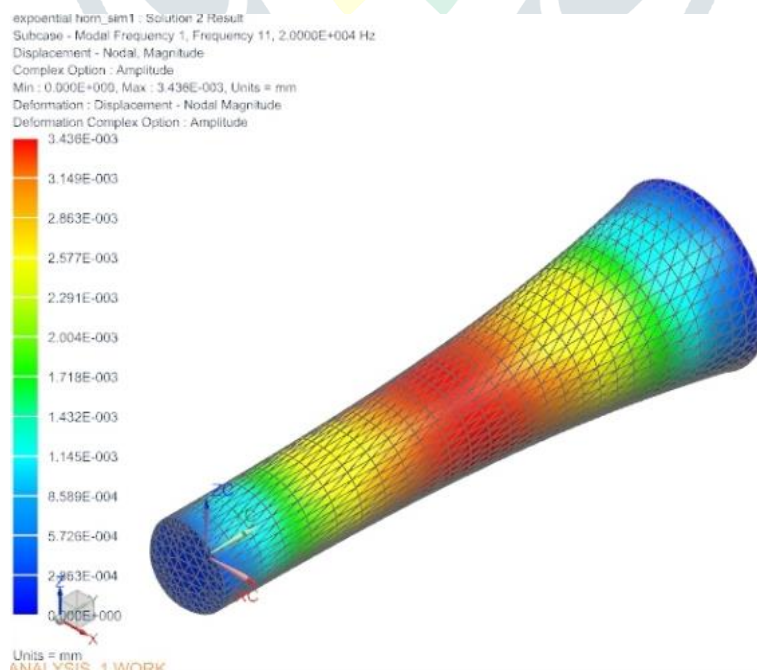 expoential horn_sim1 : Solution 2 Result
Subcase - Modal Frequency 1, Frequency 11, 2.0000E+004 Hz
Displacement - Nodal, Magnitude
Complex Option : Amplitude
Min : 0.000E+000, Max : 3.436E-003, Units = mm
Deformation : Displacement - Nodal Magnitude
Deformation Complex Option : Amplitude
3.436E-003
3.149E-003
2.863E-003
2.577E-003
2.291E-003
2.004E-003
1.718E-003
1.432E-003
1.145E-003
8.589E-004
5.726E-004
2.863E-004
0.000E+000
ZC
YC
XC
Z
Y
X
Units = mm
ANALYSIS 1 WORK